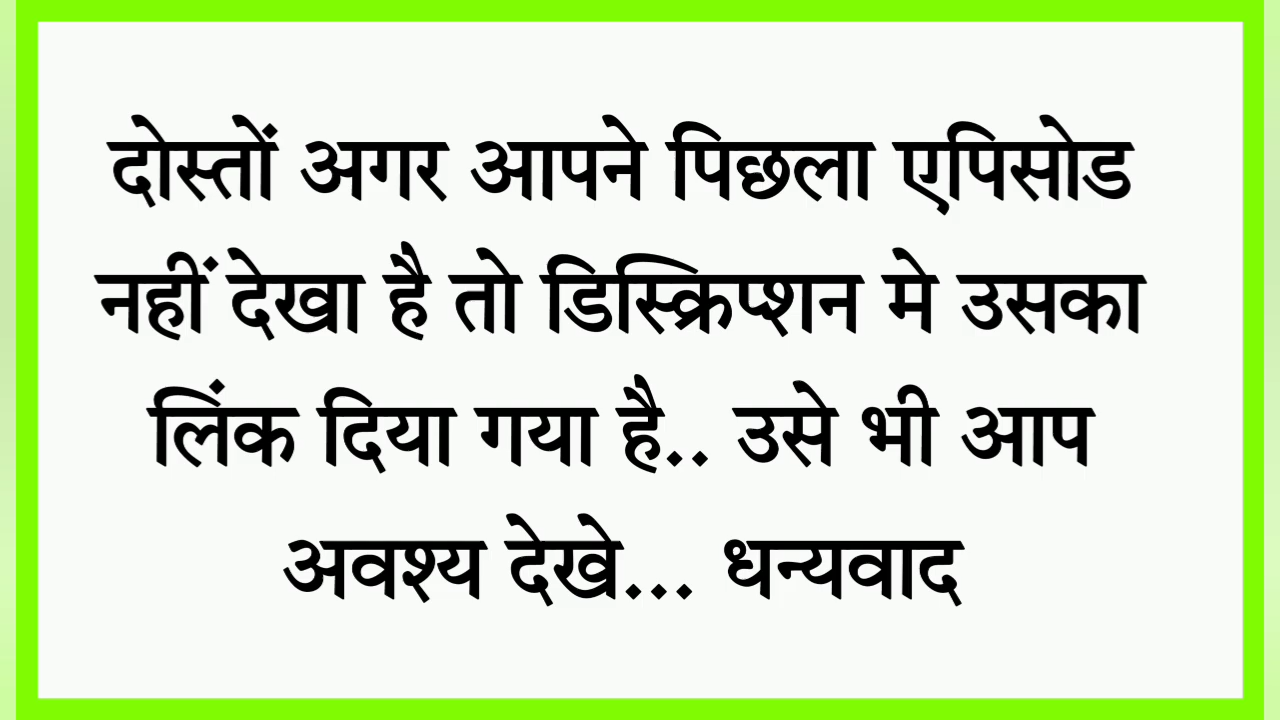 दोस्तों अगर आपने पिछला एपिसोड
नहीं देखा है तो डिस्क्रिप्शन मे उसका
लिंक दिया गया है.. उसे भी आप
अवश्य देखे... धन्यवाद